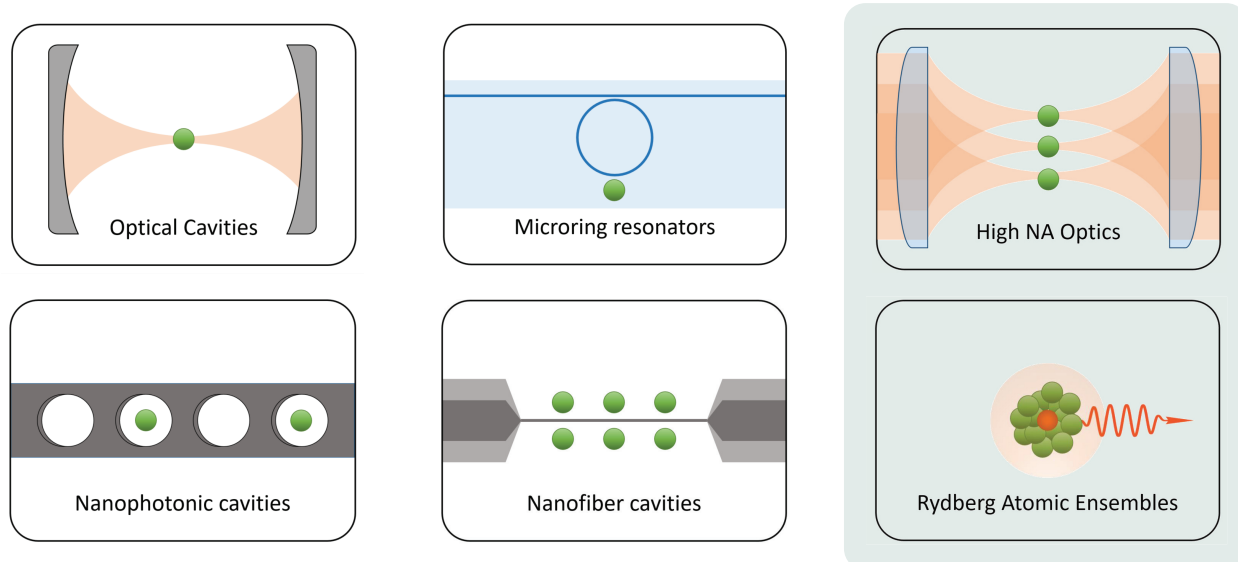 Optical Cavities
Microring resonators
High NA Optics
Nanophotonic cavities
Nanofiber cavities
Rydberg Atomic Ensembles